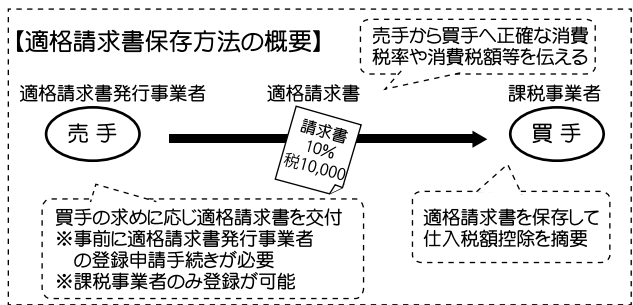 【適格請求書保存方法の概要】
売手から買手へ正確な消費
税率や消費税額等を伝える
適格請求書発行事業者
適格請求書
課税事業者
売手
請求書
10%
税10,000
買手
買手の求めに応じ適格請求書を交付
※事前に適格請求書発行事業者
の登録申請手続きが必要
※課税事業者のみ登録が可能
適格請求書を保存して
仕入税額控除を摘要